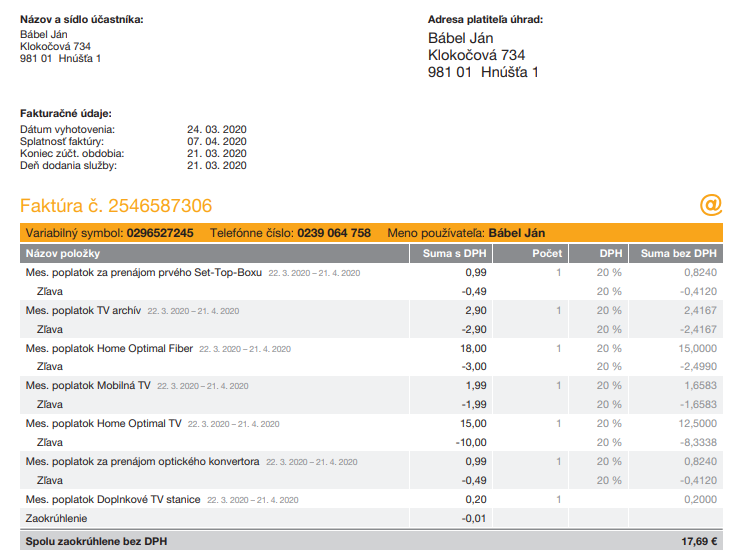 Názov a sídlo účastníka:
Bábel Ján
Klokočová 734
981 01 Hnúšťa 1
Adresa platiteľa úhrad:
Bábel Ján
Klokočová 734
981 01 Hnúšťa 1
Fakturačné údaje:
Dátum vyhotovenia: 24. 03. 2020
Splatnosť faktúry: 07. 04. 2020
Koniec zúčt. obdobia: 21. 03. 2020
Deň dodania služby: 21. 03. 2020
Faktúra č. 2546587306 @
Variabilný symbol: 0296527245 Telefónne číslo: 0239 064 758 Meno používateľa: Bábel Ján
Názov položky Suma s DPH Počet DPH Suma bez DPH
Mes. poplatok za prenájom prvého Set-Top-Boxu 22. 3. 2020 – 21. 4. 2020 0,99 1 20 % 0,8240
Zľava -0,49 20 % -0,4120
Mes. poplatok TV archív 22. 3. 2020 – 21. 4. 2020 2,90 1 20 % 2,4167
Zľava -2,90 20 % -2,4167
Mes. poplatok Home Optimal Fiber 22. 3. 2020 – 21. 4. 2020 18,00 1 20 % 15,0000
Zľava -3,00 20 % -2,4990
Mes. poplatok Mobilná TV 22. 3. 2020 – 21. 4. 2020 1,99 1 20 % 1,6583
Zľava -1,99 20 % -1,6583
Mes. poplatok Home Optimal TV 22. 3. 2020 – 21. 4. 2020 15,00 1 20 % 12,5000
Zľava -10,00 20 % -8,3338
Mes. poplatok za prenájom optického konvertora 22. 3. 2020 – 21. 4. 2020 0,99 1 20 % 0,8240
Zľava -0,49 20 % -0,4120
Mes. poplatok Doplnkové TV stanice 22. 3. 2020 – 21. 4. 2020 0,20 1 0,2000
Zaokrúhlenie -0,01
Spolu zaokrúhlene bez DPH 17,69 €